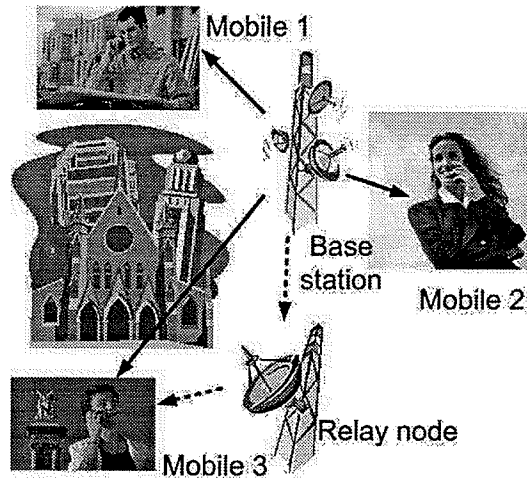 Mobile 1
Base
station
Mobile 2
Relay node
Mobile 3